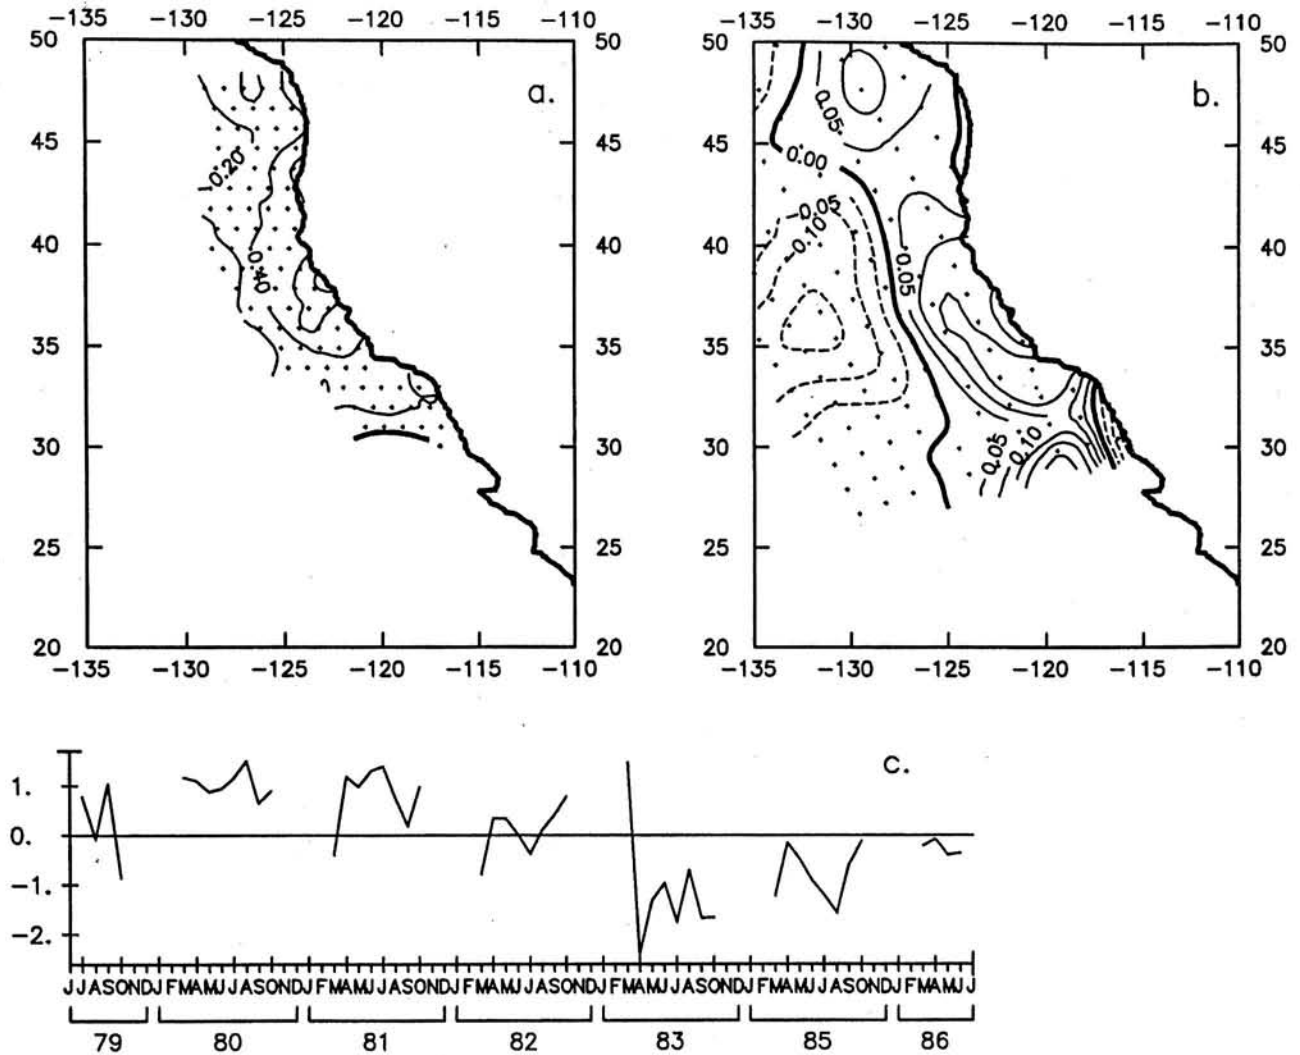 -135 -130 -125 -120 -115 -110
-135 -130 -125 -120 -115 -110
50 50 50 50
a. b.
45 45 45 45
40 40 40 40
35 35 35 35
30 30 30 30
25 25 25 25
20 20 20 20
-135 -130 -125 -120 -115 -110
-135 -130 -125 -120 -115 -110
0.20
0.40
0.05
0.00
-0.05
-0.10
0.05
0.05
0.10
c.
1.
0.
-1.
-2.
JJASONDJFMAMJJASONDJFMAMJJASONDJFMAMJJASONDJFMAMJJASONDJFMAMJJASONDJFMAMJJ
79 80 81 82 83 85 86